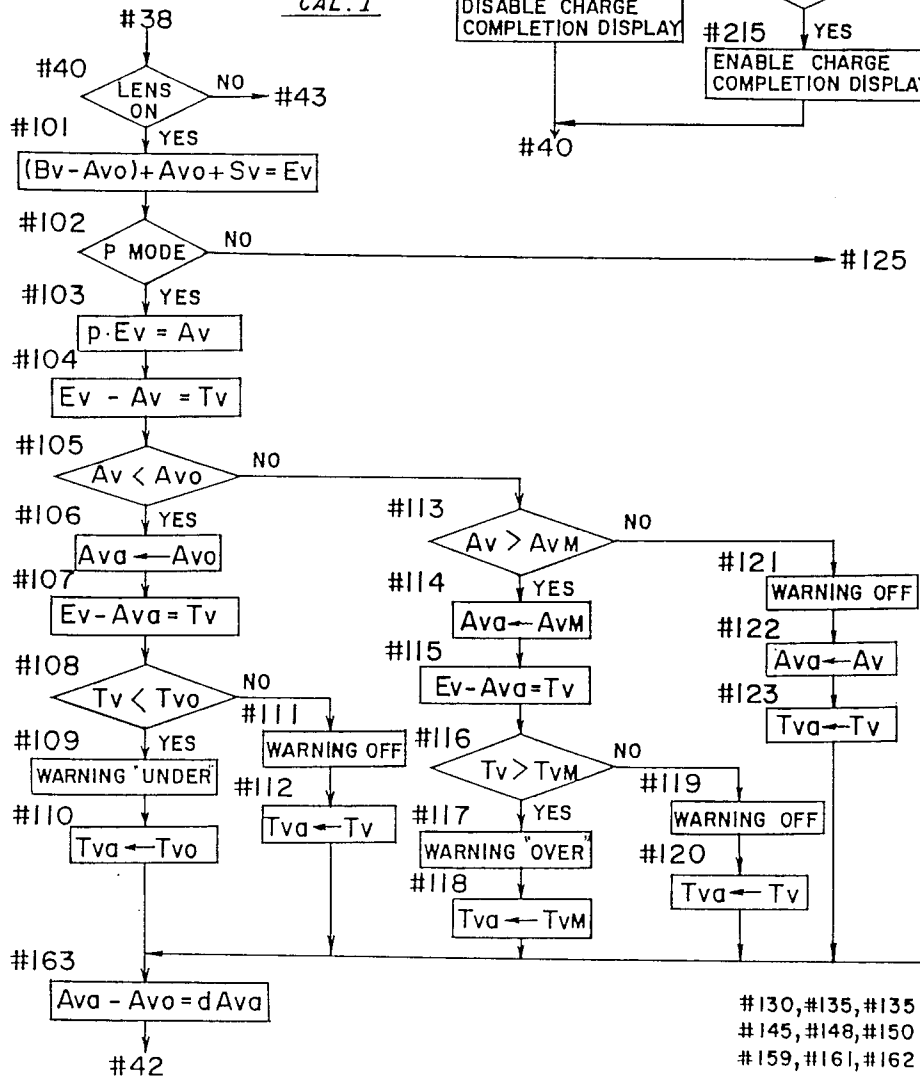 CAL. I
#38
#40
LENS
ON
NO
#43
YES
#101
(Bv-Avo)+Avo+Sv=Ev
#102
P MODE
NO
#125
YES
#103
p·Ev=Av
#104
Ev - Av = Tv
#105
Av < Avo
NO
YES
#106
Ava←Avo
#107
Ev-Ava=Tv
#108
Tv < Tvo
NO
YES
#109
WARNING "UNDER"
#110
Tva←Tvo
#111
WARNING OFF
#112
Tva←Tv
#113
Av > AvM
NO
YES
#114
Ava←AvM
#115
Ev-Ava=Tv
#116
Tv > TvM
NO
YES
#117
WARNING "OVER"
#118
Tva←TvM
#119
WARNING OFF
#120
Tva←Tv
#121
WARNING OFF
#122
Ava←Av
#123
Tva←Tv
#163
Ava-Avo=dAva
#42
DISABLE CHARGE
COMPLETION DISPLAY
YES
#215
ENABLE CHARGE
COMPLETION DISPLAY
#40
#130,#135,#135
#145,#148,#150
#159,#161,#162